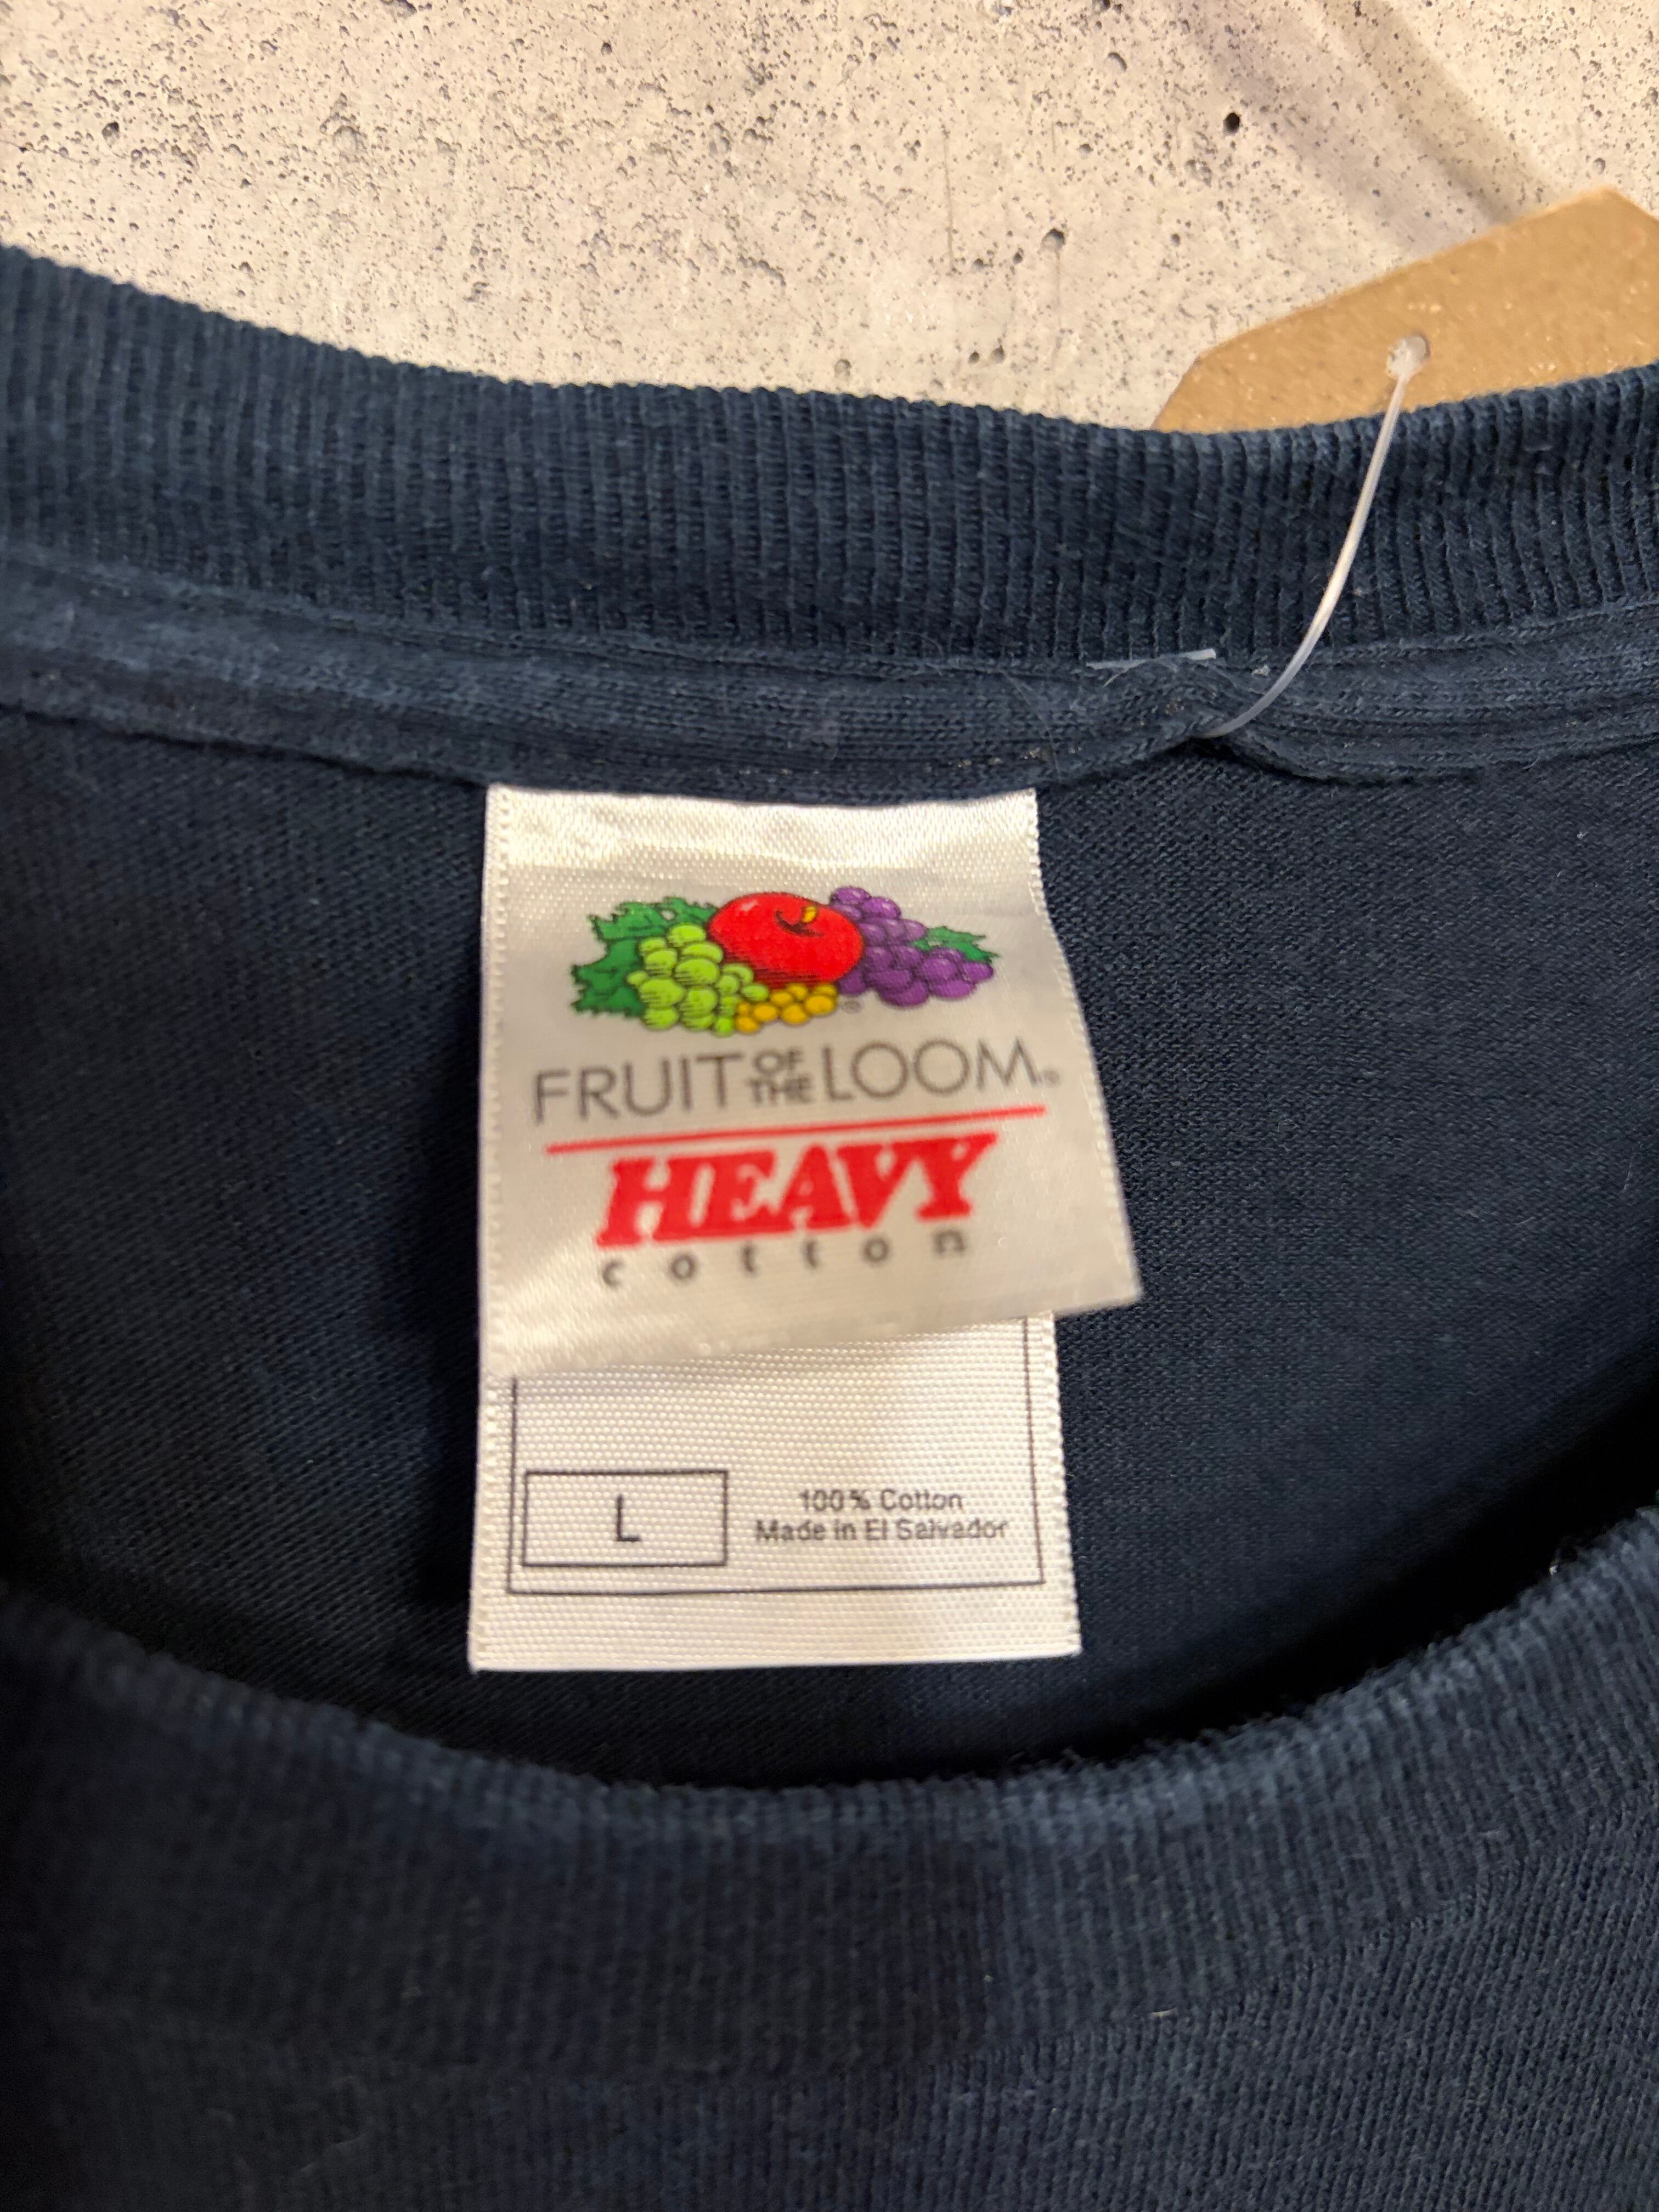 FRUIT OF THE LOOM®
HEAVY
cotton
L
100% Cotton
Made in El Salvador